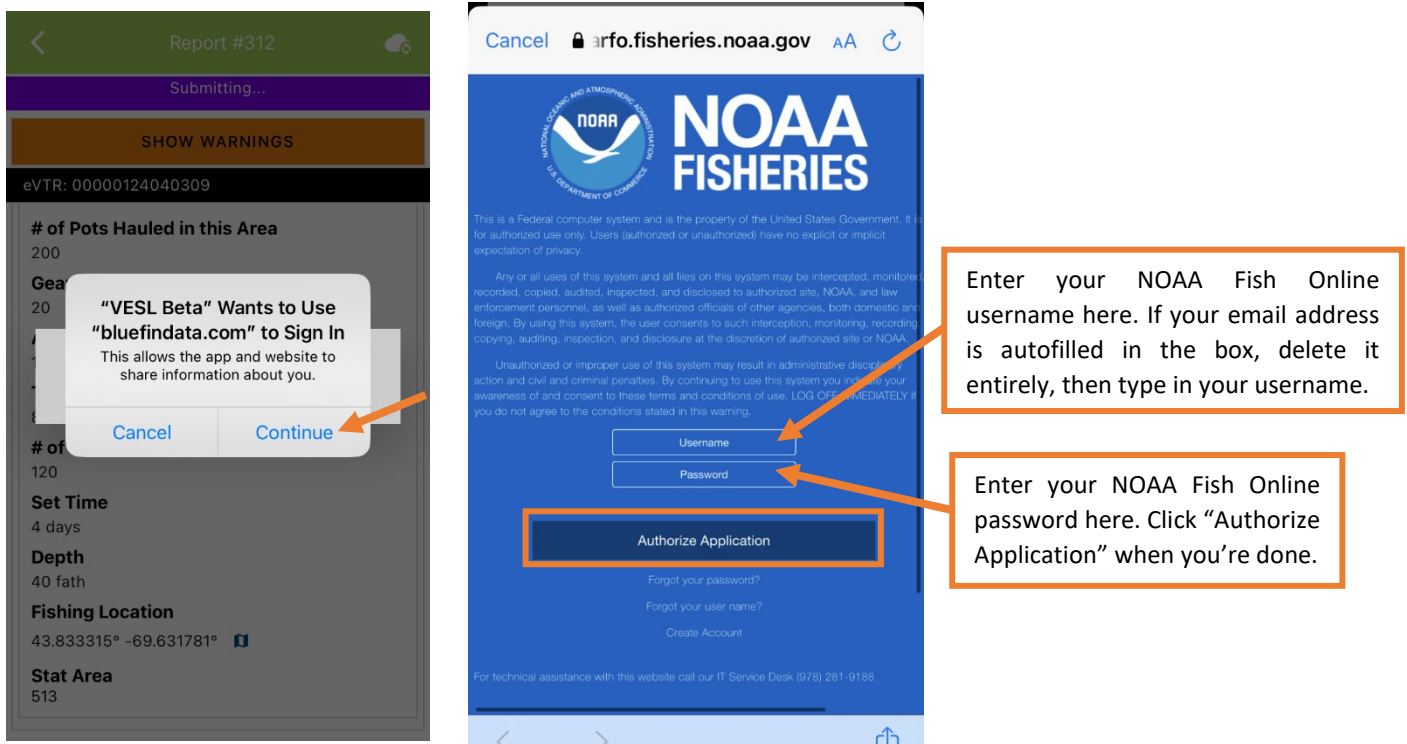 Report #312
Submitting...
SHOW WARNINGS
eVTR: 00000124040309
# of Pots Hauled in this Area
200
Gea
20
“VESL Beta” Wants to Use
“bluefindata.com” to Sign In
This allows the app and website to
share information about you.
Cancel Continue
# of
120
Set Time
4 days
Depth
40 fath
Fishing Location
43.833315° -69.631781°
Stat Area
513
Cancel arfo.fisheries.noaa.gov AA
NATIONAL OCEANIC AND ATMOSPHERIC ADMINISTRATION
NOAA
U.S. DEPARTMENT OF COMMERCE
NOAA
FISHERIES
This is a Federal computer system and is the property of the United States Government. It is
for authorized use only. Users (authorized or unauthorized) have no explicit or implicit
expectation of privacy.
Any or all uses of this system and all files on this system may be intercepted, monitored,
recorded, copied, audited, inspected, and disclosed to authorized site, NOAA, and law
enforcement personnel, as well as authorized officials of other agencies, both domestic and
foreign. By using this system, the user consents to such interception, monitoring, recording,
copying, auditing, inspection, and disclosure at the discretion of authorized site or NOAA.
Unauthorized or improper use of this system may result in administrative disciplinary
action and civil and criminal penalties. By continuing to use this system you indicate your
awareness of and consent to these terms and conditions of use. LOG OFF IMMEDIATELY if
you do not agree to the conditions stated in this warning.
Username
Password
Authorize Application
Forgot your password?
Forgot your user name?
Create Account
For technical assistance with this website call our IT Service Desk (978) 281-9188
Enter your NOAA Fish Online
username here. If your email address
is autofilled in the box, delete it
entirely, then type in your username.
Enter your NOAA Fish Online
password here. Click “Authorize
Application” when you’re done.